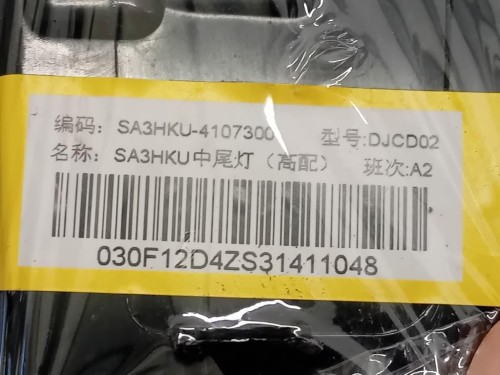 编码：SA3HKU-4107300 型号:DJCD02
名称：SA3HKU中尾灯（高配） 班次:A2
030F12D4ZS31411048